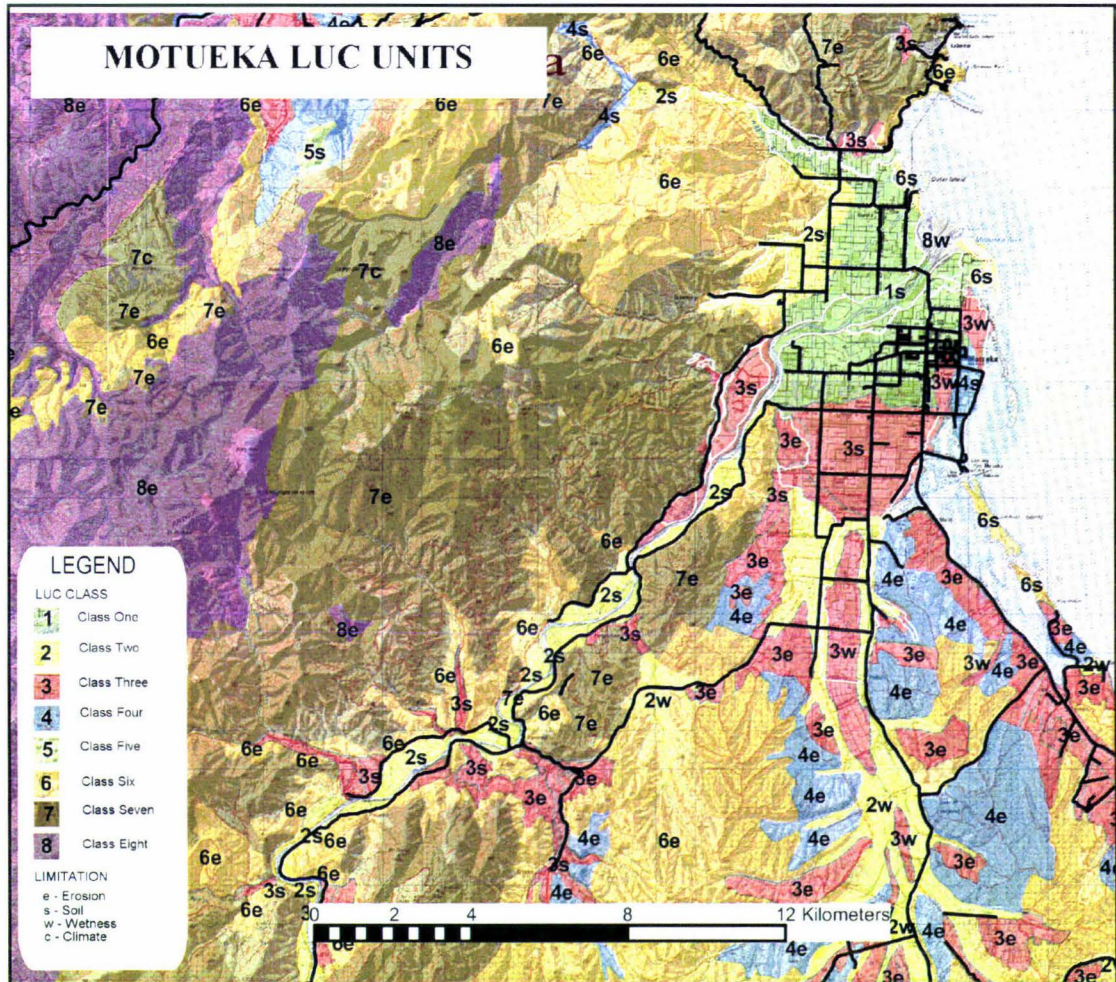 MOTUEKA LUC UNITS
a
4e
4s
6e
6e
7e
3s
6e
8e
6e
6e
7e
2s
4s
5s
3s
6e
6s
8e
2s
8w
7c
7c
6s
7e
7e
1s
6e
6e
3w
7e
7e
3s
3w
4s
3e
3s
8e
7e
2s
3s
6s
6e
3e
4e
3e
7e
3e
6s
2s
4e
4e
8e
6e
3s
3e
4e
2s
3w
3e
3w
3e
2w
6e
2s
7e
4e
3e
3s
7e
6e
2w
3e
2s
7e
6e
3e
3e
6e
2s
3s
4e
6e
3s
3e
3e
2w
4e
6e
2s
6e
4e
6e
4e
3w
6e
6e
3s
3e
3s
2s
4e
3e
6e
2w
4e
3e
6e
4e
3e
3e
2w
3e
LEGEND
LUC CLASS
1 Class One
2 Class Two
3 Class Three
4 Class Four
5 Class Five
6 Class Six
7 Class Seven
8 Class Eight
LIMITATION
e - Erosion
s - Soil
w - Wetness
c - Climate
0 2 4 8 12 Kilometers